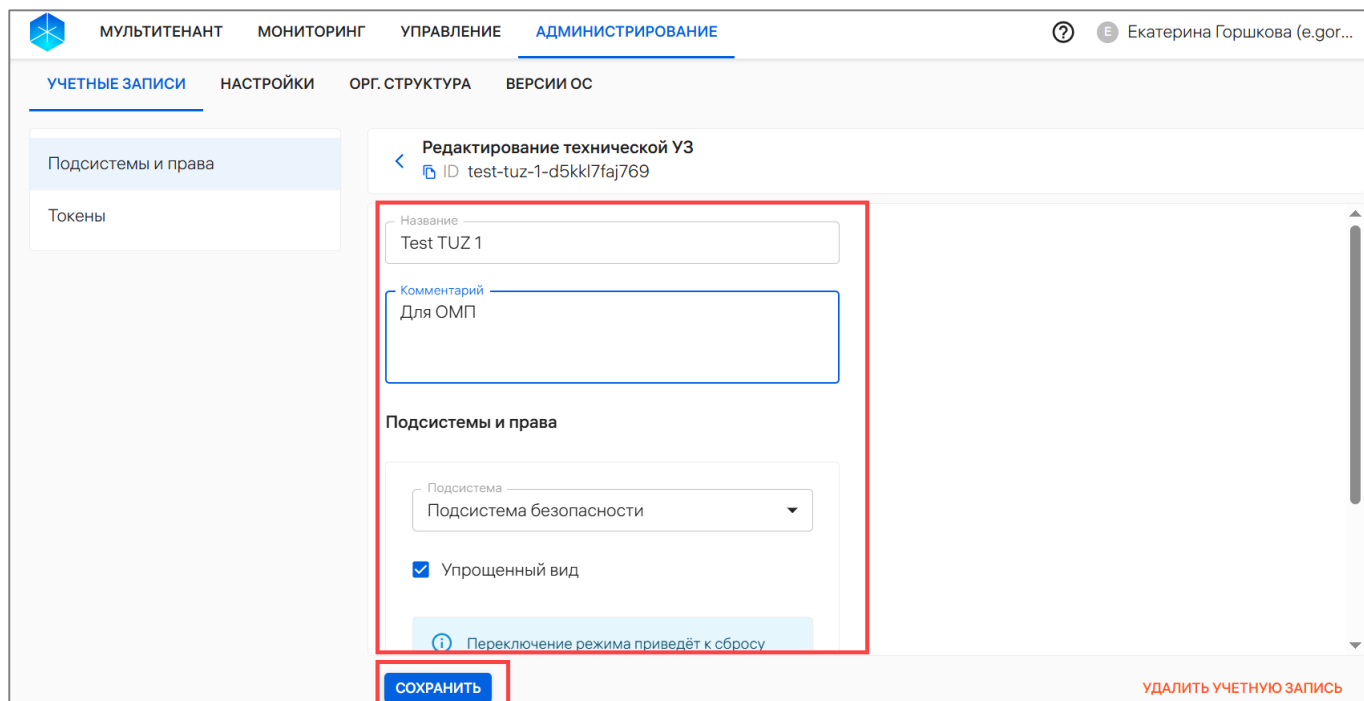 МУЛЬТИТЕНАНТ МОНИТОРИНГ УПРАВЛЕНИЕ АДМИНИСТРИРОВАНИЕ ? E Екатерина Горшкова (e.gor...
УЧЕТНЫЕ ЗАПИСИ НАСТРОЙКИ ОРГ. СТРУКТУРА ВЕРСИИ ОС
Подсистемы и права
Токены
Редактирование технической УЗ
ID test-tuz-1-d5kkl7faj769
Название
Test TUZ 1
Комментарий
Для ОМП
Подсистемы и права
Подсистема
Подсистема безопасности
Упрощенный вид
Переключение режима приведёт к сбросу
СОХРАНИТЬ УДАЛИТЬ УЧЕТНУЮ ЗАПИСЬ